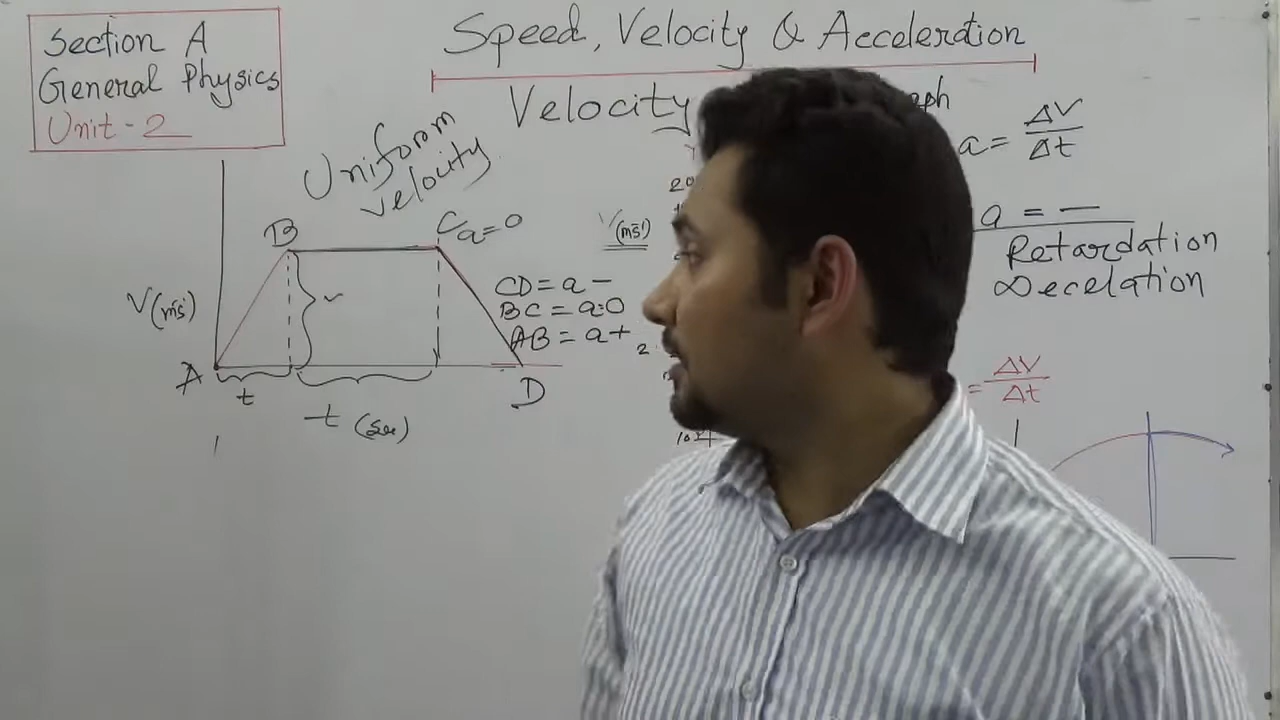 Section A
General Physics
Unit - 2
Speed, Velocity & Acceleration
Velocity
a = ΔV/Δt
Uniform
velocity
B
C
a=0
V(ms⁻¹)
V(ms⁻¹)
v
CD = a -
BC = a=0
AB = a+
A
D
t
t (sec)
a = -
Retardation
Decelation
= ΔV/Δt